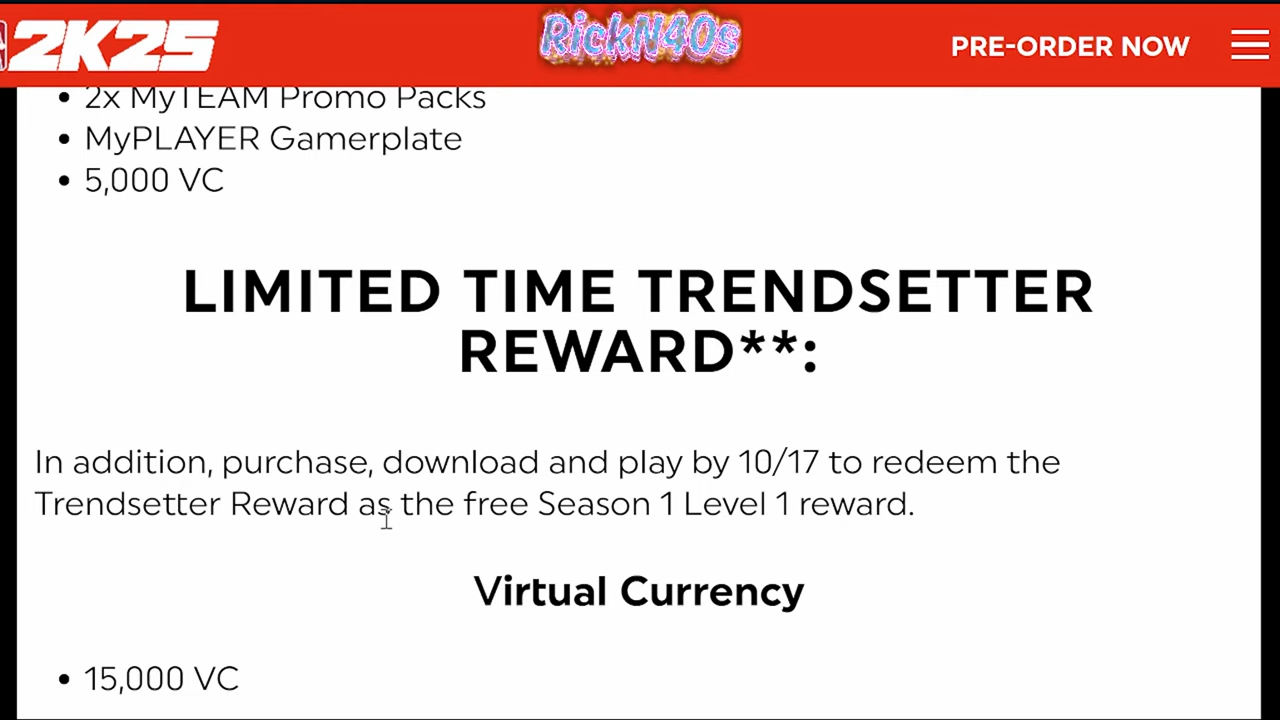 2K25
RickN40s
PRE-ORDER NOW
• 2x MyTEAM Promo Packs
• MyPLAYER Gamerplate
• 5,000 VC
LIMITED TIME TRENDSETTER
REWARD**:
In addition, purchase, download and play by 10/17 to redeem the
Trendsetter Reward as the free Season 1 Level 1 reward.
Virtual Currency
• 15,000 VC